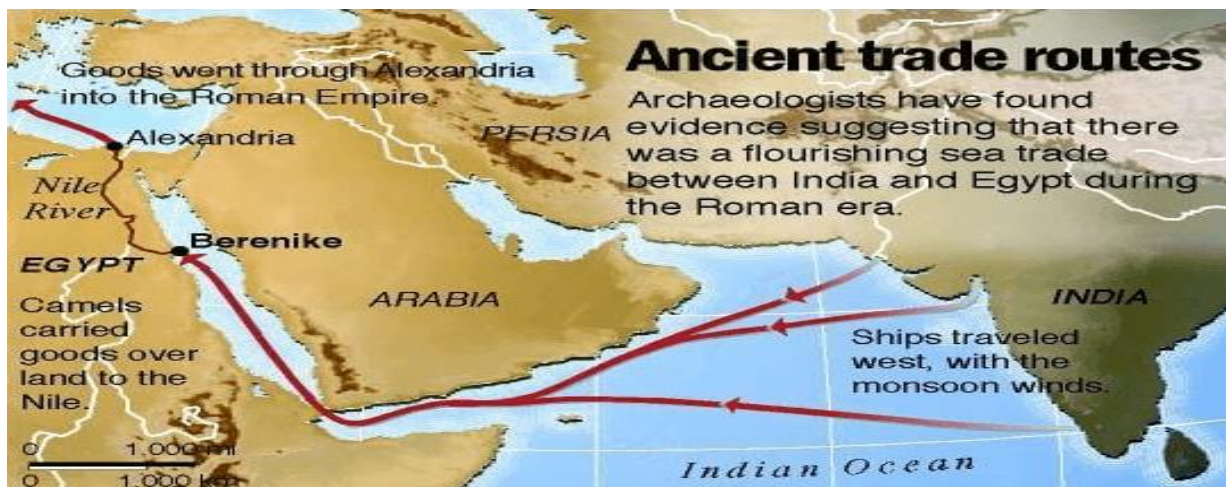 Ancient trade routes
Archaeologists have found
evidence suggesting that there
was a flourishing sea trade
between India and Egypt during
the Roman era.
Goods went through Alexandria
into the Roman Empire.
Alexandria
PERSIA
Nile
River
Berenike
EGYPT
ARABIA
INDIA
Camels
carried
goods over
land to the
Nile.
Ships traveled
west, with the
monsoon winds.
0 1,000 mi
0 1,000 km
Indian Ocean